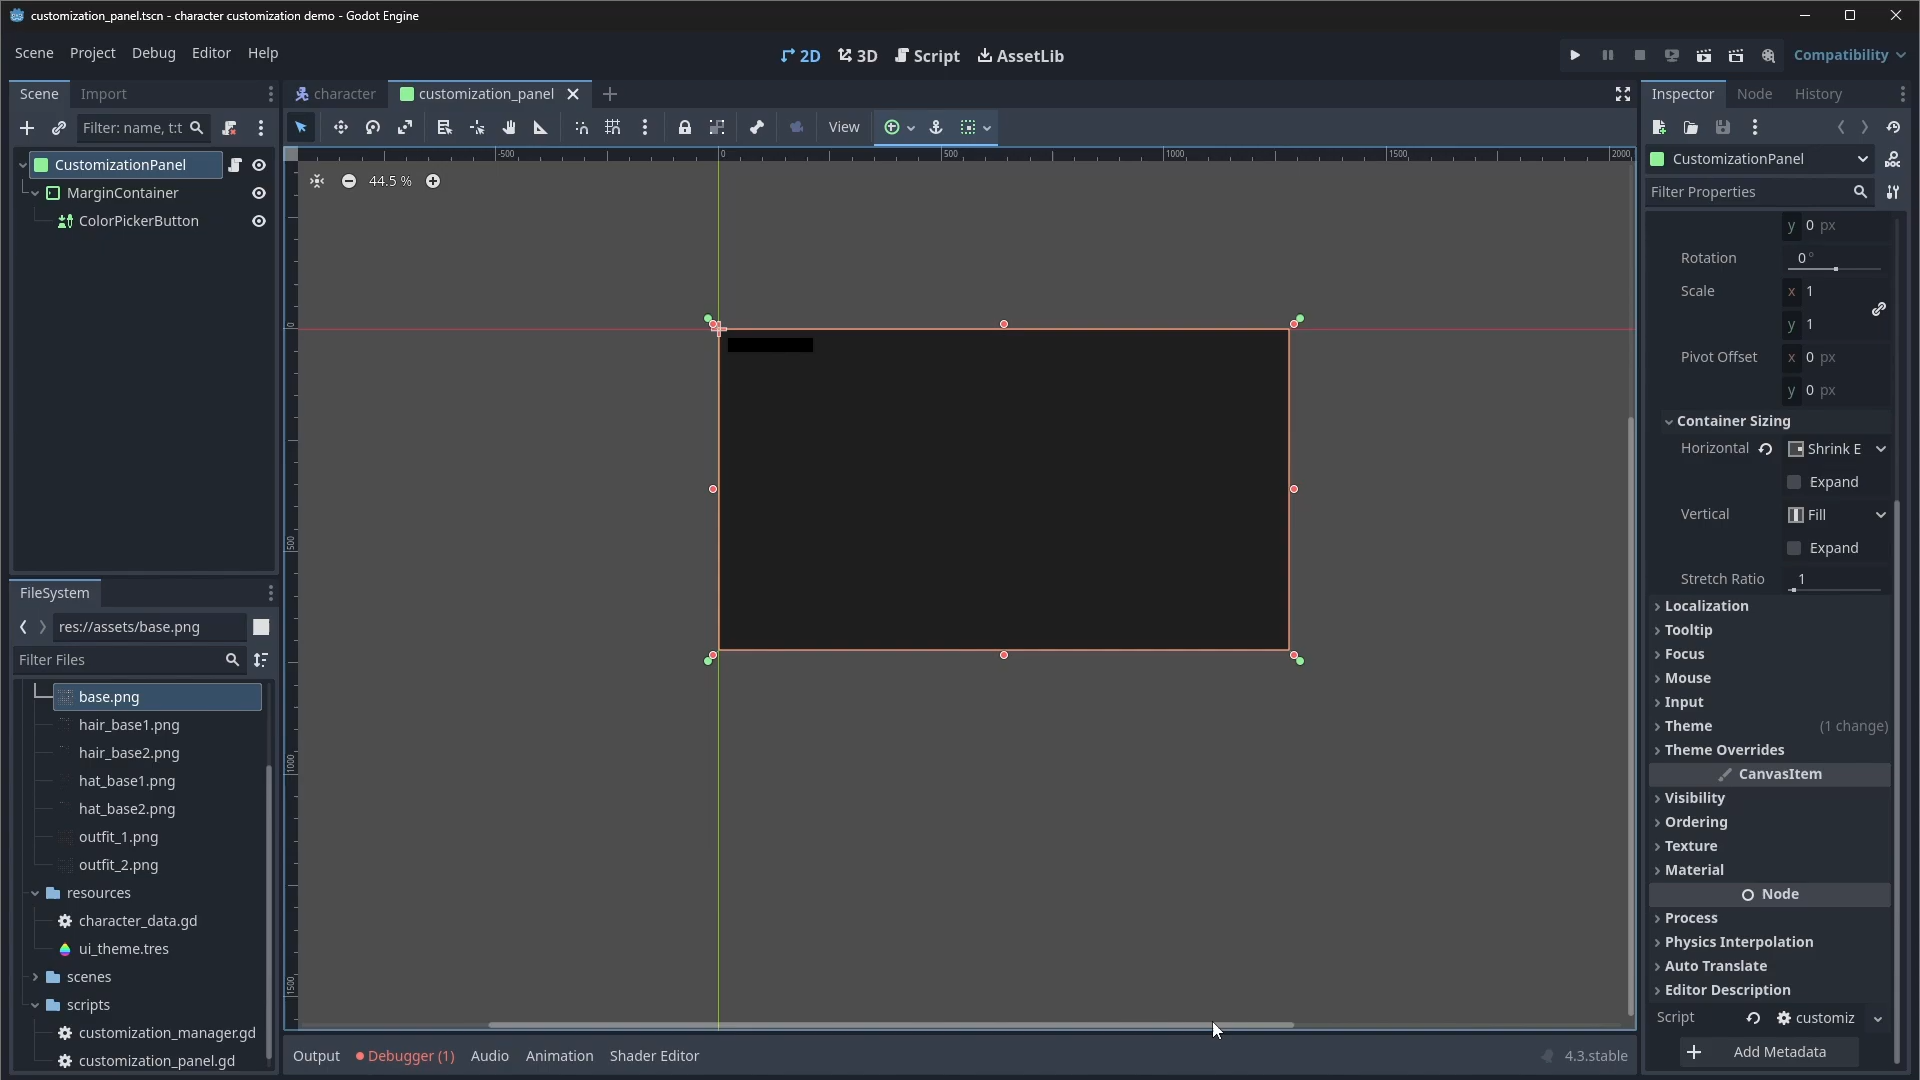 customization_panel.tscn - character customization demo - Godot Engine
Scene Project Debug Editor Help
2D 3D Script AssetLib
Compatibility
Scene Import
character customization_panel
Inspector Node History
Filter: name, t:t
View
CustomizationPanel
MarginContainer
ColorPickerButton
-500 0 500 1000 1500 2000
44.5 %
0
500
1000
1500
CustomizationPanel
Filter Properties
y 0 px
Rotation 0 °
Scale x 1
y 1
Pivot Offset x 0 px
y 0 px
Container Sizing
Horizontal Shrink E
Expand
Vertical Fill
Expand
Stretch Ratio 1
Localization
Tooltip
Focus
Mouse
Input
Theme (1 change)
Theme Overrides
CanvasItem
Visibility
Ordering
Texture
Material
Node
Process
Physics Interpolation
Auto Translate
Editor Description
Script customiz
Add Metadata
FileSystem
res://assets/base.png
Filter Files
base.png
hair_base1.png
hair_base2.png
hat_base1.png
hat_base2.png
outfit_1.png
outfit_2.png
resources
character_data.gd
ui_theme.tres
scenes
scripts
customization_manager.gd
customization_panel.gd
Output Debugger (1) Audio Animation Shader Editor
4.3.stable